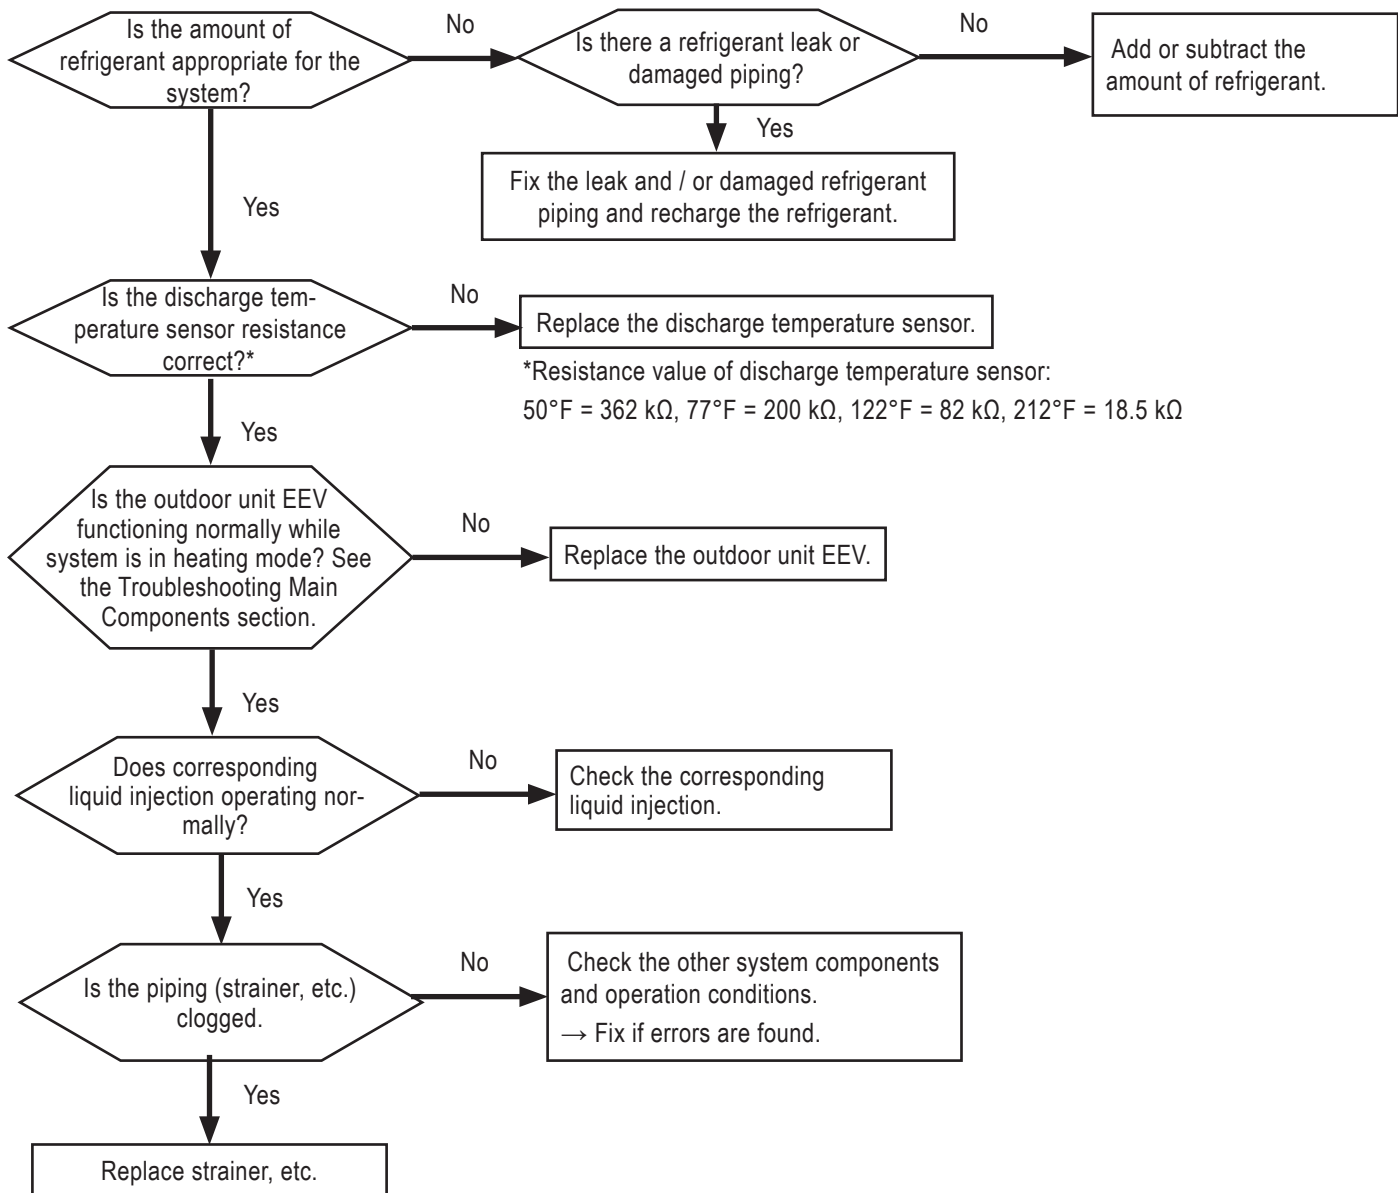 Is the amount of
refrigerant appropriate for the
system?
No
Is there a refrigerant leak or
damaged piping?
No
Add or subtract the
amount of refrigerant.
Yes
Fix the leak and / or damaged refrigerant
piping and recharge the refrigerant.
Yes
Is the discharge tem-
perature sensor resistance
correct?*
No
Replace the discharge temperature sensor.
*Resistance value of discharge temperature sensor:
50°F = 362 kΩ, 77°F = 200 kΩ, 122°F = 82 kΩ, 212°F = 18.5 kΩ
Yes
Is the outdoor unit EEV
functioning normally while
system is in heating mode? See
the Troubleshooting Main
Components section.
No
Replace the outdoor unit EEV.
Yes
Does corresponding
liquid injection operating nor-
mally?
No
Check the corresponding
liquid injection.
Yes
Is the piping (strainer, etc.)
clogged.
No
Check the other system components
and operation conditions.
→ Fix if errors are found.
Yes
Replace strainer, etc.